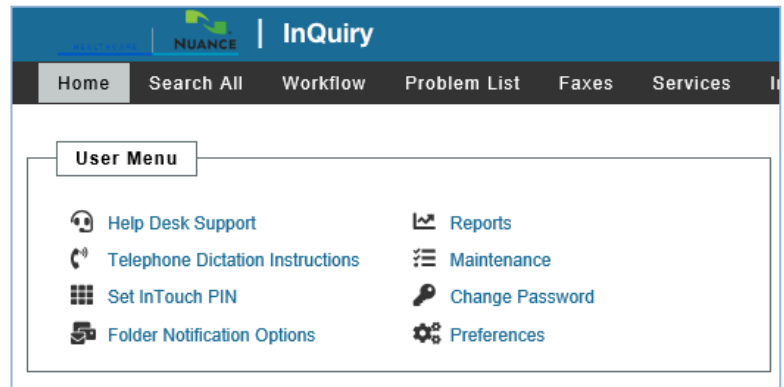 HEALTHCARE NUANCE InQuiry
Home Search All Workflow Problem List Faxes Services
User Menu
Help Desk Support Reports
Telephone Dictation Instructions Maintenance
Set InTouch PIN Change Password
Folder Notification Options Preferences